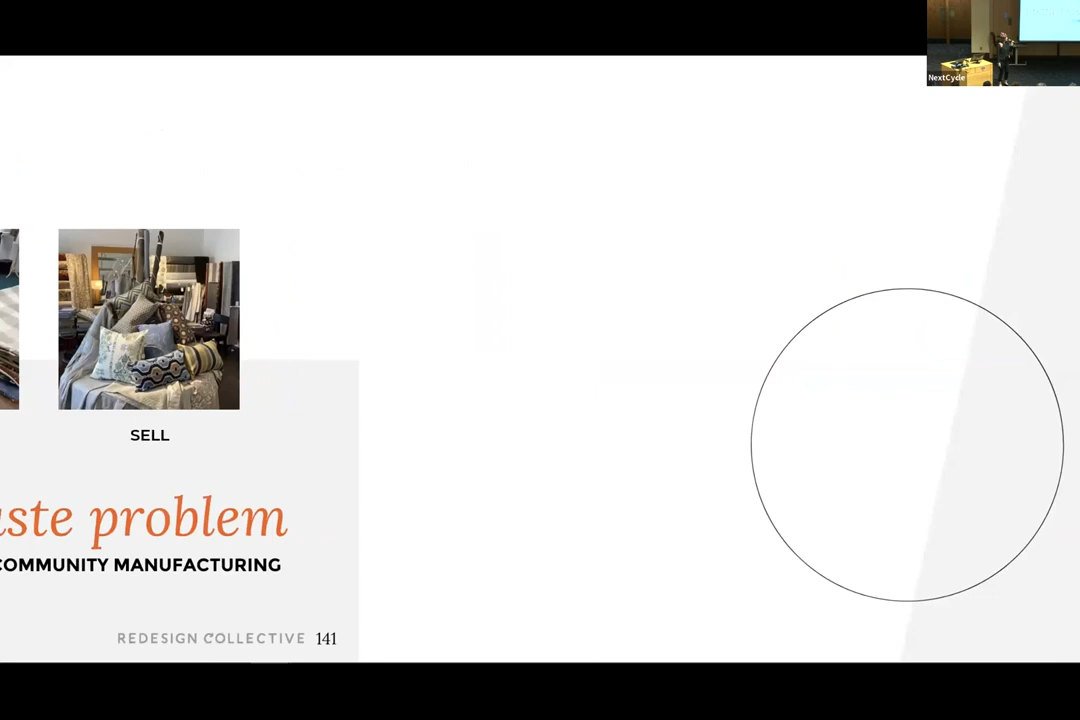 NextCycle
SELL
ste problem
COMMUNITY MANUFACTURING
REDESIGN COLLECTIVE 141